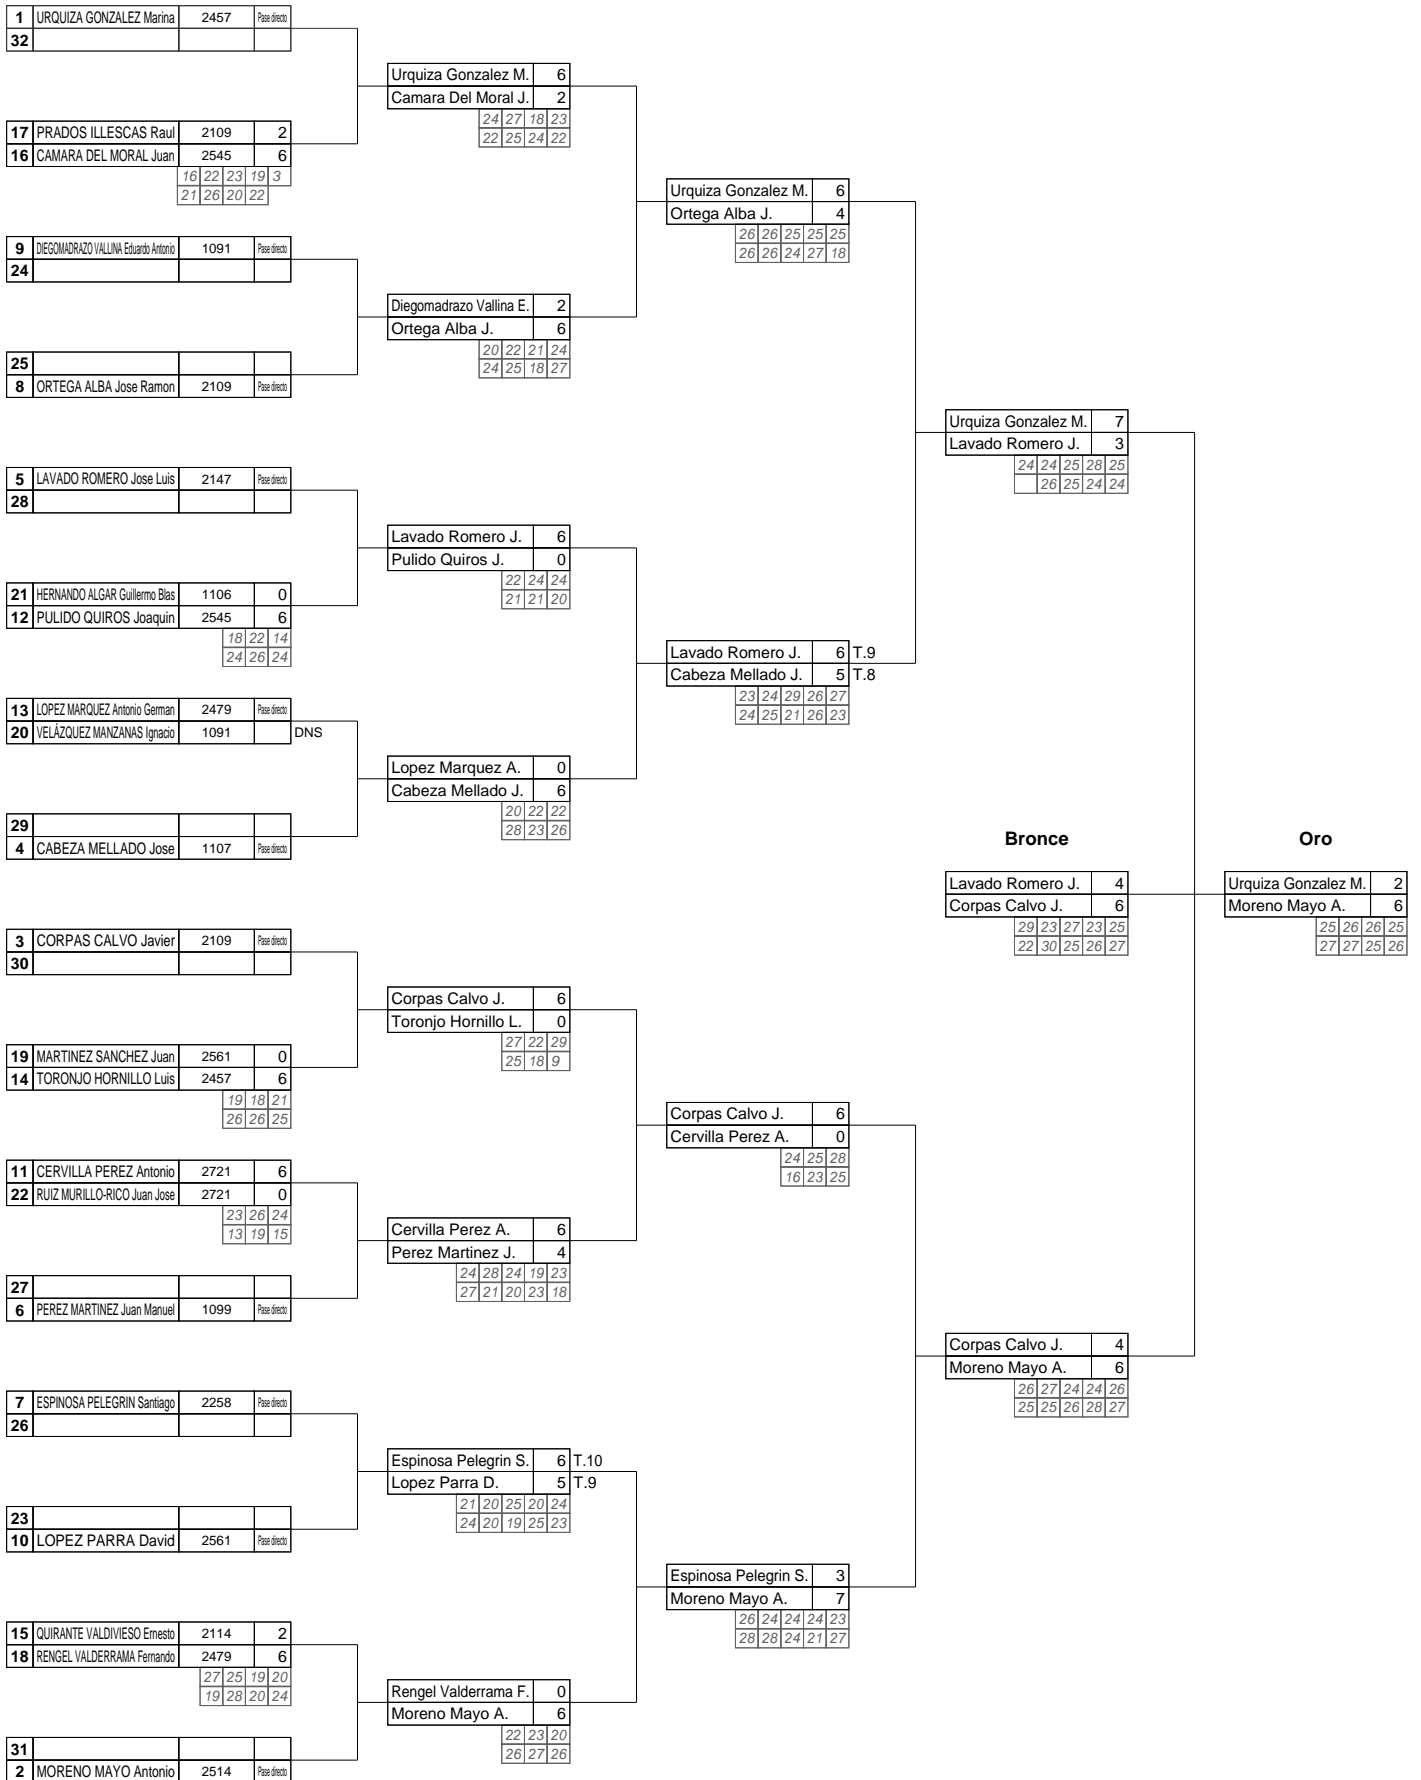 1 URQUIZA GONZALEZ Marina 2457 Pase directo
32
Urquiza Gonzalez M. 6
Camara Del Moral J. 2
24 27 18 23
22 25 24 22
17 PRADOS ILLESCAS Raul 2109 2
16 CAMARA DEL MORAL Juan 2545 6
16 22 23 19 3
21 26 20 22
Urquiza Gonzalez M. 6
Ortega Alba J. 4
26 26 25 25 25
26 26 24 27 18
9 DIEGOMADRAZO VALLINA Eduardo Antonio 1091 Pase directo
24
Diegomadrazo Vallina E. 2
Ortega Alba J. 6
20 22 21 24
24 25 18 27
25
8 ORTEGA ALBA Jose Ramon 2109 Pase directo
Urquiza Gonzalez M. 7
Lavado Romero J. 3
24 24 25 28 25
26 25 24 24
5 LAVADO ROMERO Jose Luis 2147 Pase directo
28
Lavado Romero J. 6
Pulido Quiros J. 0
22 24 24
21 21 20
21 HERNANDO ALGAR Guillermo Blas 1106 0
12 PULIDO QUIROS Joaquin 2545 6
18 22 14
24 26 24
Lavado Romero J. 6 T.9
Cabeza Mellado J. 5 T.8
23 24 29 26 27
24 25 21 26 23
13 LOPEZ MARQUEZ Antonio German 2479 Pase directo
20 VELÁZQUEZ MANZANAS Ignacio 1091 DNS
Lopez Marquez A. 0
Cabeza Mellado J. 6
20 22 22
28 23 26
29
4 CABEZA MELLADO Jose 1107 Pase directo
Bronce Oro
Lavado Romero J. 4 Urquiza Gonzalez M. 2
Corpas Calvo J. 6 Moreno Mayo A. 6
29 23 27 23 25 25 26 26 25
22 30 25 26 27 27 27 25 26
3 CORPAS CALVO Javier 2109 Pase directo
30
Corpas Calvo J. 6
Toronjo Hornillo L. 0
27 22 29
25 18 9
19 MARTINEZ SANCHEZ Juan 2561 0
14 TORONJO HORNILLO Luis 2457 6
19 18 21
26 26 25
Corpas Calvo J. 6
Cervilla Perez A. 0
24 25 28
16 23 25
11 CERVILLA PEREZ Antonio 2721 6
22 RUIZ MURILLO-RICO Juan Jose 2721 0
23 26 24
13 19 15
Cervilla Perez A. 6
Perez Martinez J. 4
24 28 24 19 23
27 21 20 23 18
27
6 PEREZ MARTINEZ Juan Manuel 1099 Pase directo
Corpas Calvo J. 4
Moreno Mayo A. 6
26 27 24 24 26
25 25 26 28 27
7 ESPINOSA PELEGRIN Santiago 2258 Pase directo
26
Espinosa Pelegrin S. 6 T.10
Lopez Parra D. 5 T.9
21 20 25 20 24
24 20 19 25 23
23
10 LOPEZ PARRA David 2561 Pase directo
Espinosa Pelegrin S. 3
Moreno Mayo A. 7
26 24 24 24 23
28 28 24 21 27
15 QUIRANTE VALDIVIESO Ernesto 2114 2
18 RENGEL VALDERRAMA Fernando 2479 6
27 25 19 20
19 28 20 24
Rengel Valderrama F. 0
Moreno Mayo A. 6
22 23 20
26 27 26
31
2 MORENO MAYO Antonio 2514 Pase directo